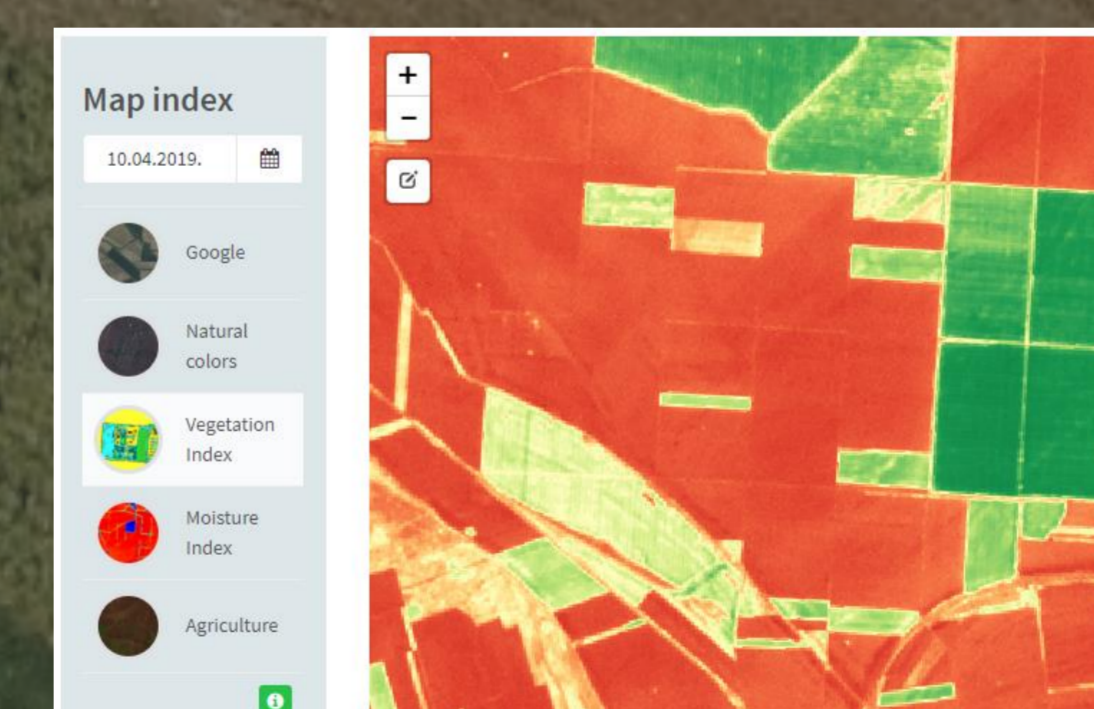 Map index
10.04.2019.
+
−
Google
Natural
colors
Vegetation
Index
Moisture
Index
Agriculture